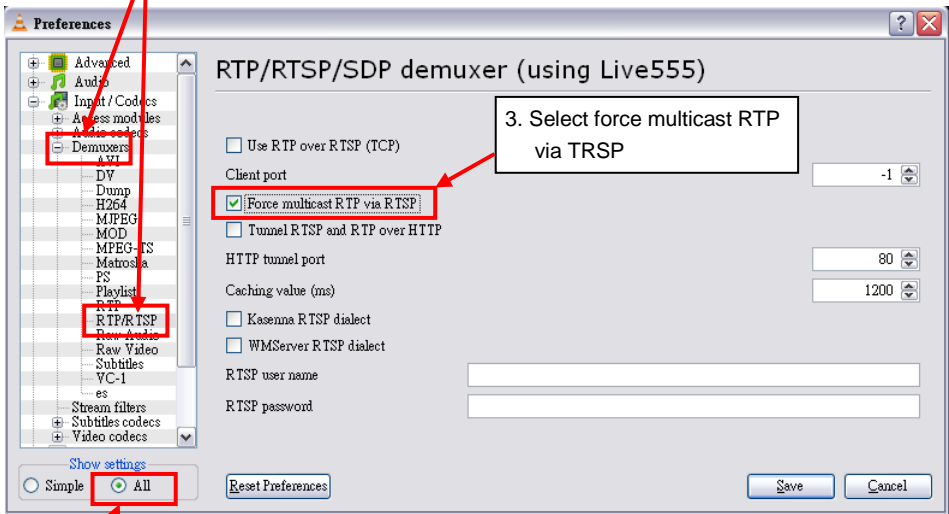 Preferences
Advanced
Audio
Input / Codecs
Access modules
Audio codecs
Demuxers
AVI
DV
Dump
H264
MJPEG
MOD
MPEG-TS
Matroska
PS
Playlist
RTP
RTP/RTSP
Raw Audio
Raw Video
Subtitles
VC-1
es
Stream filters
Subtitles codecs
Video codecs
Show settings
Simple
All
RTP/RTSP/SDP demuxer (using Live555)
3. Select force multicast RTP
via TRSP
Use RTP over RTSP (TCP)
Client port -1
Force multicast RTP via RTSP
Tunnel RTSP and RTP over HTTP
HTTP tunnel port 80
Caching value (ms) 1200
Kasenna RTSP dialect
WMServer RTSP dialect
RTSP user name
RTSP password
Reset Preferences
Save
Cancel